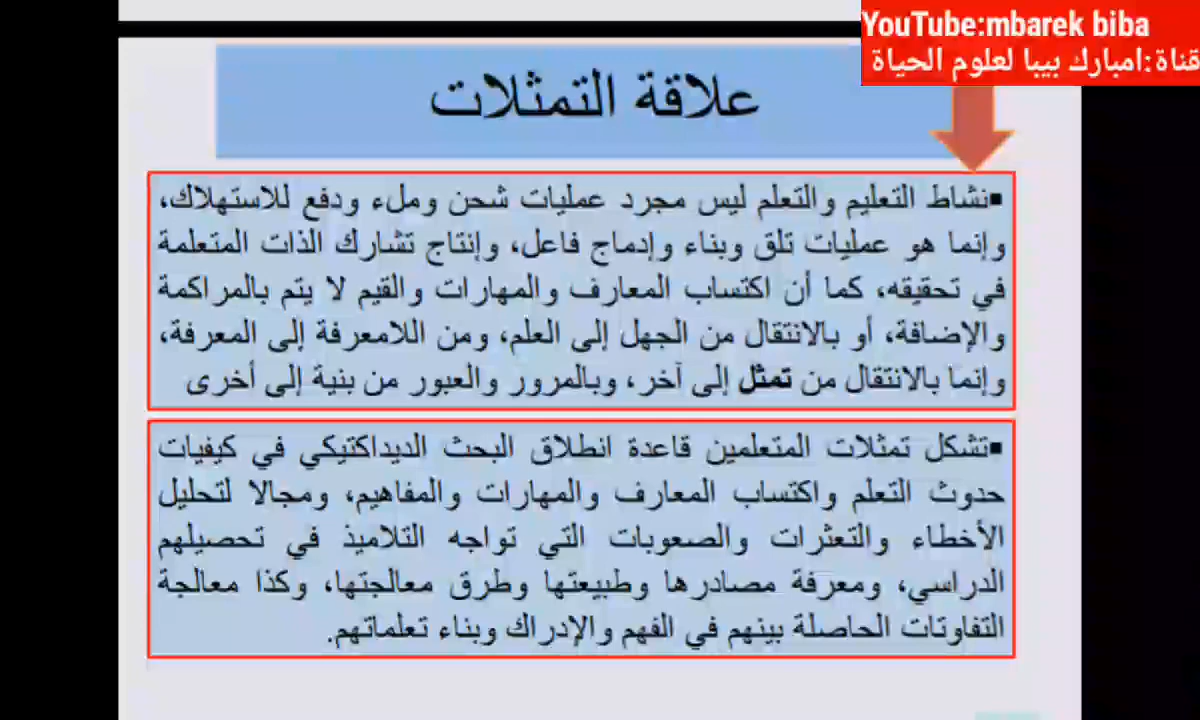 YouTube:mbarek biba
قناة:امبارك بيبا لعلوم الحياة
علاقة التمثلات
▪نشاط التعليم والتعلم ليس مجرد عمليات شحن وملء ودفع للاستهلاك،
وإنما هو عمليات تلق وبناء وإدماج فاعل، وإنتاج تشارك الذات المتعلمة
في تحقيقه، كما أن اكتساب المعارف والمهارات والقيم لا يتم بالمراكمة
والإضافة، أو بالانتقال من الجهل إلى العلم، ومن اللامعرفة إلى المعرفة،
وإنما بالانتقال من تمثل إلى آخر، وبالمرور والعبور من بنية إلى أخرى
▪تشكل تمثلات المتعلمين قاعدة انطلاق البحث الديداكتيكي في كيفيات
حدوث التعلم واكتساب المعارف والمهارات والمفاهيم، ومجالا لتحليل
الأخطاء والتعثرات والصعوبات التي تواجه التلاميذ في تحصيلهم
الدراسي، ومعرفة مصادرها وطبيعتها وطرق معالجتها، وكذا معالجة
التفاوتات الحاصلة بينهم في الفهم والإدراك وبناء تعلماتهم.